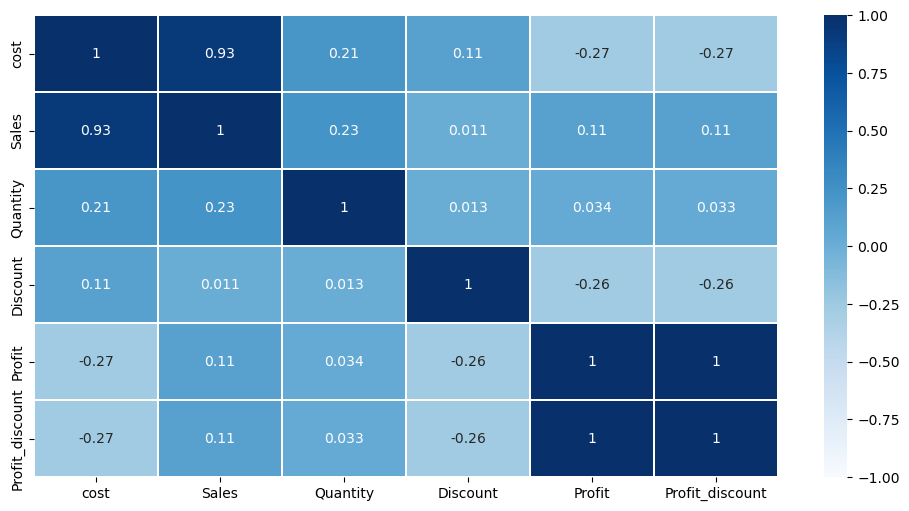 cost 1 0.93 0.21 0.11 -0.27 -0.27
Sales 0.93 1 0.23 0.011 0.11 0.11
Quantity 0.21 0.23 1 0.013 0.034 0.033
Discount 0.11 0.011 0.013 1 -0.26 -0.26
Profit -0.27 0.11 0.034 -0.26 1 1
Profit_discount -0.27 0.11 0.033 -0.26 1 1
cost Sales Quantity Discount Profit Profit_discount
1.00
0.75
0.50
0.25
0.00
−0.25
−0.50
−0.75
−1.00